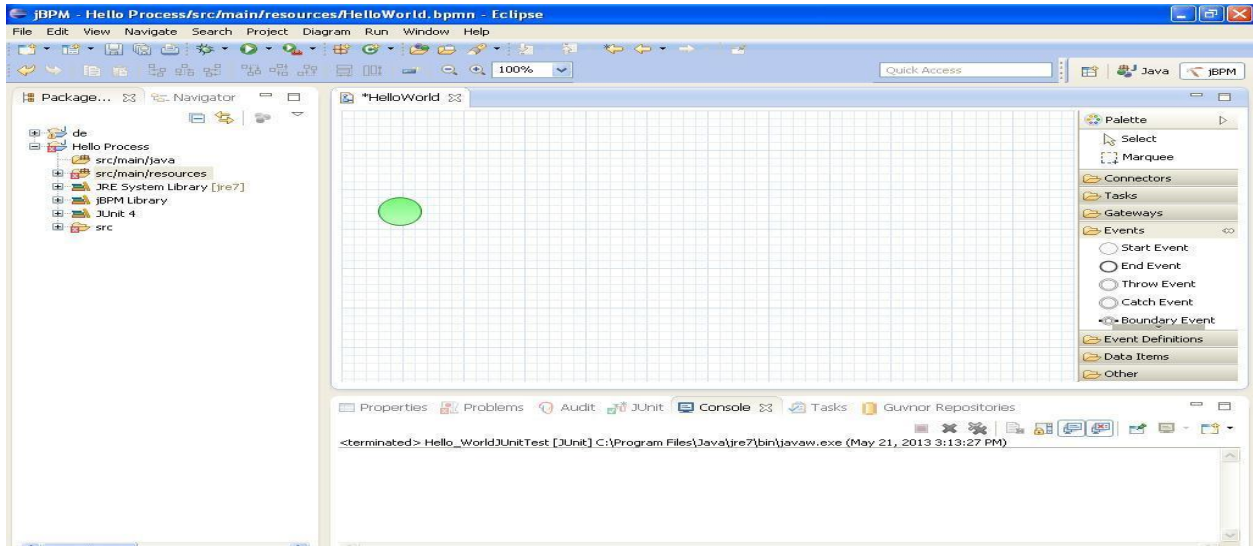 jBPM - Hello Process/src/main/resources/HelloWorld.bpmn - Eclipse
File Edit View Navigate Search Project Diagram Run Window Help
100%
Quick Access
Java
jBPM
Package...
Navigator
de
Hello Process
src/main/java
src/main/resources
JRE System Library [jre7]
jBPM Library
JUnit 4
src
*HelloWorld
Palette
Select
Marquee
Connectors
Tasks
Gateways
Events
Start Event
End Event
Throw Event
Catch Event
Boundary Event
Event Definitions
Data Items
Other
Properties Problems Audit JUnit Console Tasks Guvnor Repositories
<terminated> Hello_WorldJUnitTest [JUnit] C:\Program Files\Java\jre7\bin\javaw.exe (May 21, 2013 3:13:27 PM)